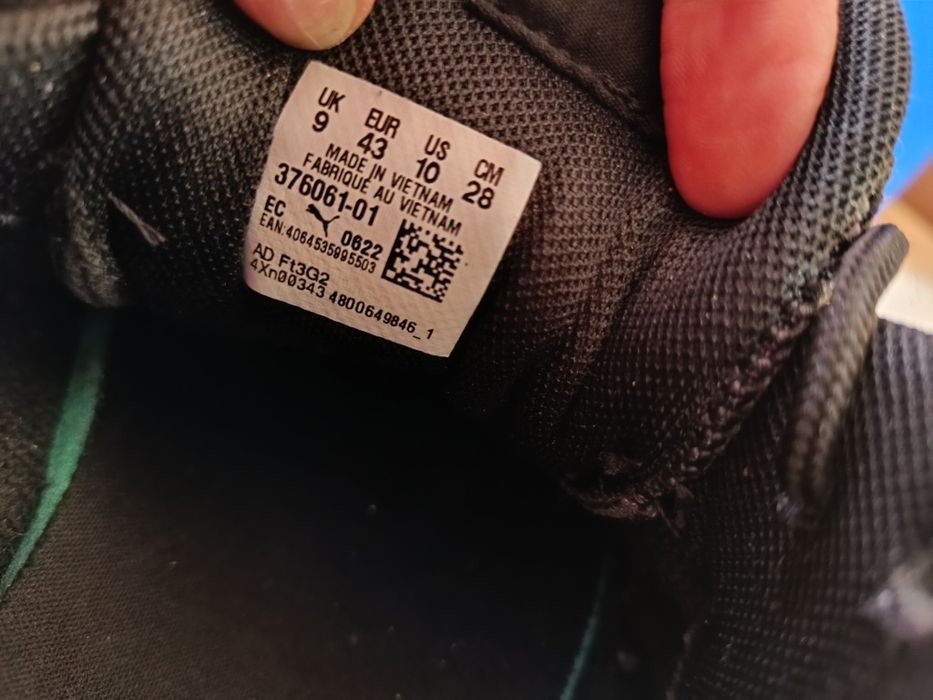 UK EUR US CM
9 43 10 28
MADE IN VIETNAM
FABRIQUE AU VIETNAM
376061-01
EC 0622
EAN:4064535995503
AD Ft3G2
4Xn00343 4800649846_1